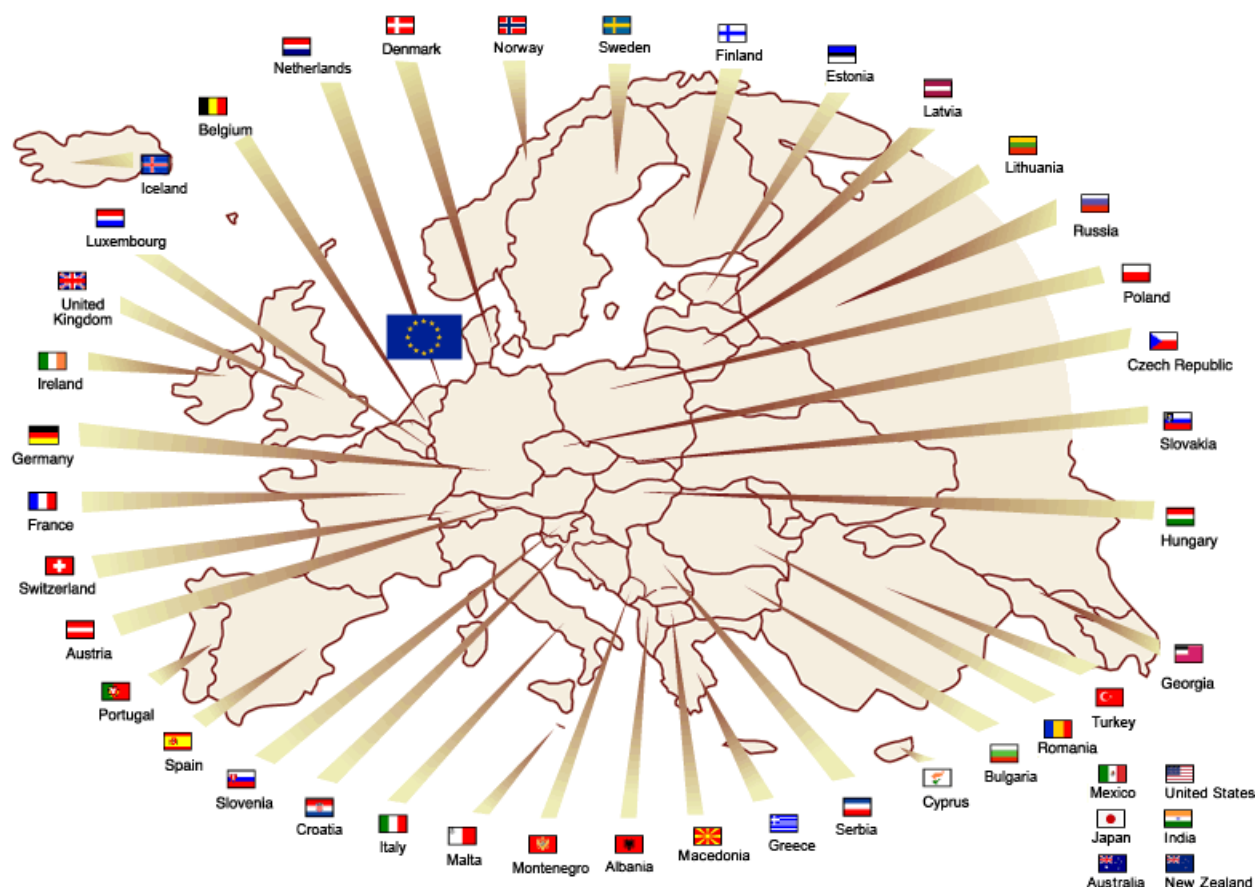 Denmark
Norway
Sweden
Finland
Netherlands
Estonia
Latvia
Belgium
Lithuania
Iceland
Luxembourg
Russia
United
Kingdom
Poland
Ireland
Czech Republic
Germany
Slovakia
France
Hungary
Switzerland
Austria
Georgia
Portugal
Turkey
Spain
Romania
Slovenia
Bulgaria
Cyprus
Croatia
Serbia
Italy
Greece
Malta
Macedonia
Montenegro
Albania
Mexico
United States
Japan
India
Australia
New Zealand